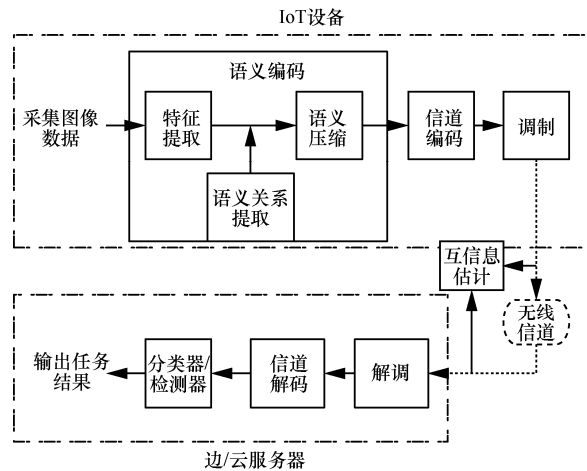 IoT设备
语义编码
采集图像
数据
特征
提取
语义
压缩
信道
编码
调制
语义关系
提取
互信息
估计
无线
信道
输出任务
结果
分类器/
检测器
信道
解码
解调
边/云服务器